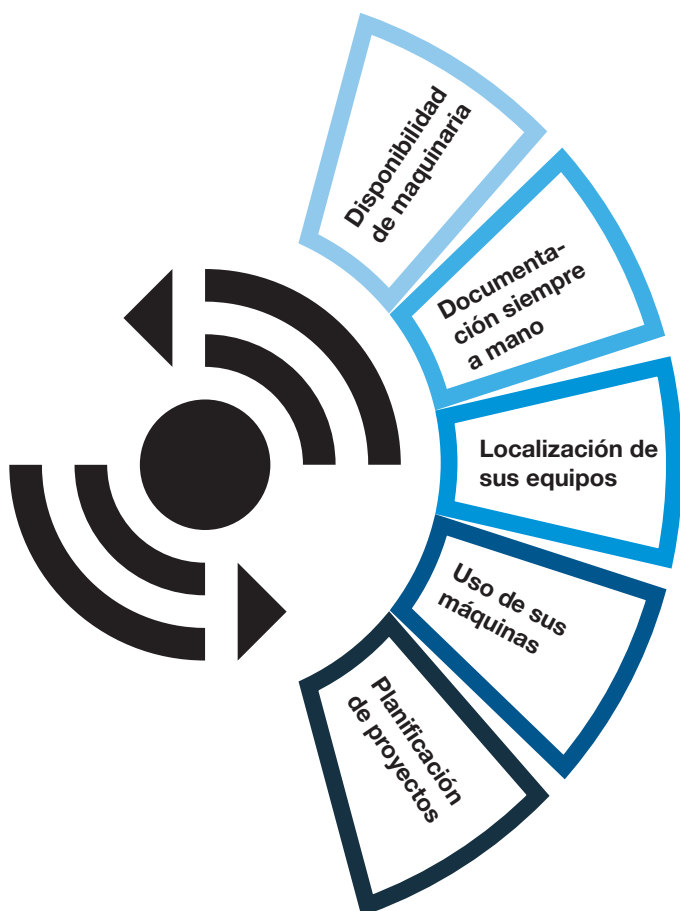 Disponibilidad
de maquinaria
Documenta-
ción siempre
a mano
Localización de
sus equipos
Uso de sus
máquinas
Planificación
de proyectos